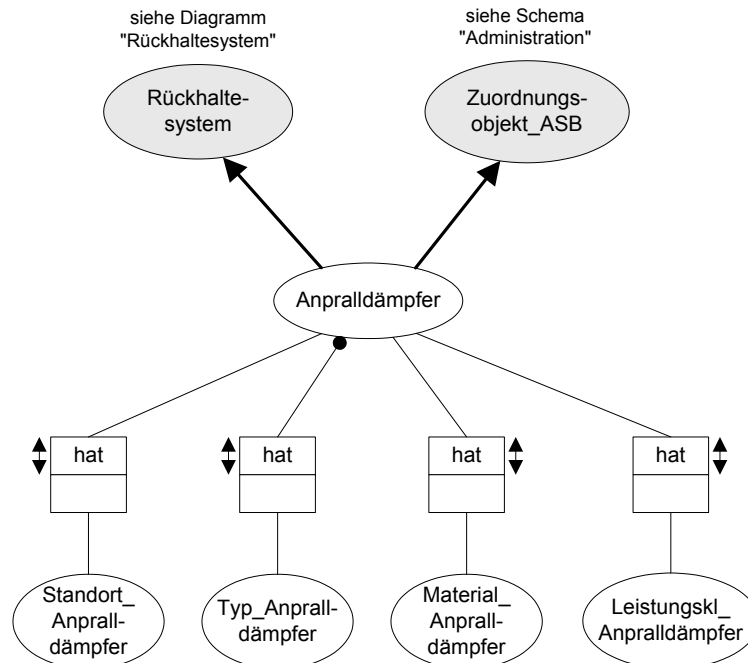 siehe Diagramm
"Rückhaltesystem"
siehe Schema
"Administration"
Rückhalte-
system
Zuordnungs-
objekt_ASB
Anpralldämpfer
hat
hat
hat
hat
Standort_
Anprall-
dämpfer
Typ_Anprall-
dämpfer
Material_
Anprall-
dämpfer
Leistungskl_
Anpralldämpfer